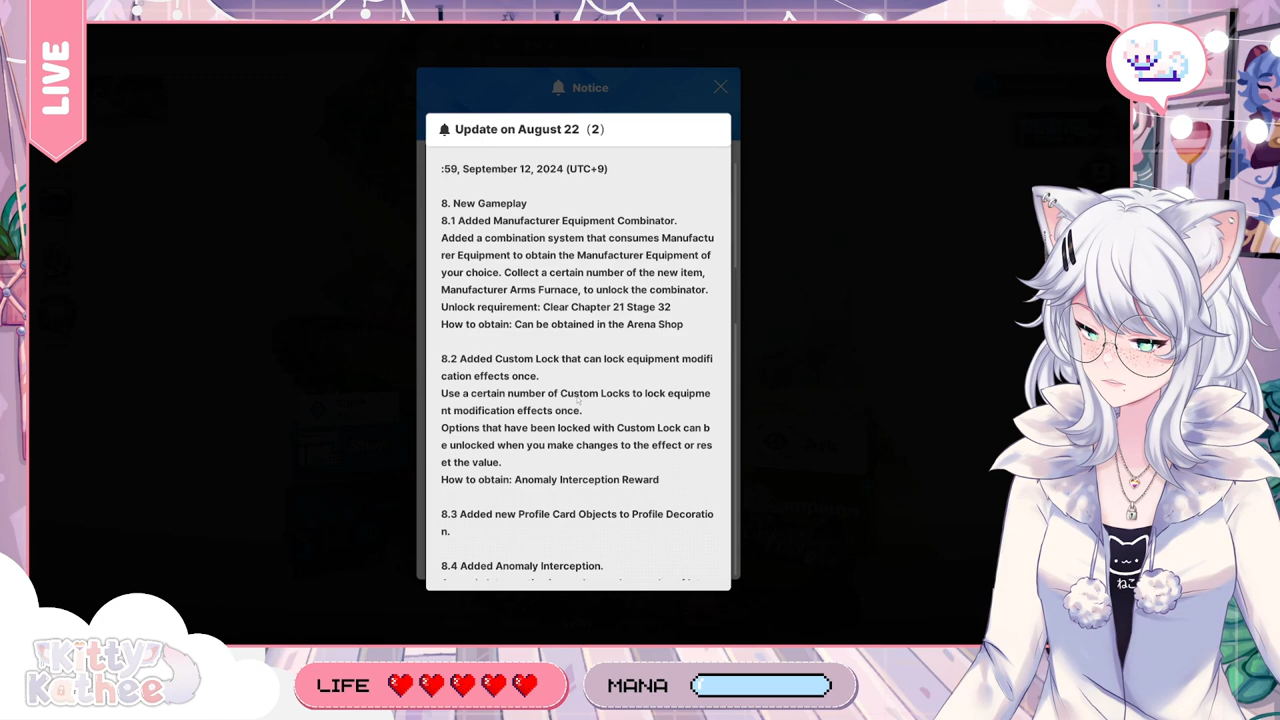 LIVE
Notice
Update on August 22 （2）
:59, September 12, 2024 (UTC+9)
8. New Gameplay
8.1 Added Manufacturer Equipment Combinator.
Added a combination system that consumes Manufactu
rer Equipment to obtain the Manufacturer Equipment of
your choice. Collect a certain number of the new item,
Manufacturer Arms Furnace, to unlock the combinator.
Unlock requirement: Clear Chapter 21 Stage 32
How to obtain: Can be obtained in the Arena Shop
8.2 Added Custom Lock that can lock equipment modifi
cation effects once.
Use a certain number of Custom Locks to lock equipme
nt modification effects once.
Options that have been locked with Custom Lock can b
e unlocked when you make changes to the effect or res
et the value.
How to obtain: Anomaly Interception Reward
8.3 Added new Profile Card Objects to Profile Decoratio
n.
8.4 Added Anomaly Interception.
ねこ
Kitty
Kathee
LIFE
MANA